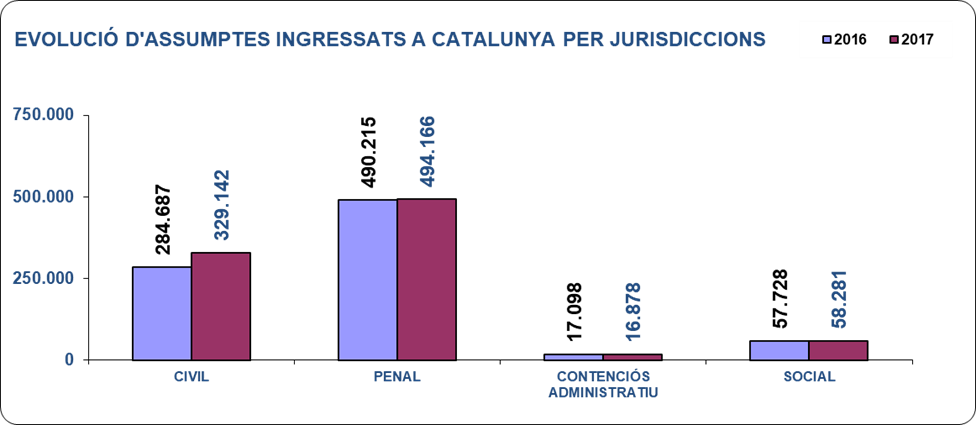 EVOLUCIÓ D'ASSUMPTES INGRESSATS A CATALUNYA PER JURISDICCIONS
2016
2017
750.000
500.000
250.000
0
284.687
329.142
490.215
494.166
17.098
16.878
57.728
58.281
CIVIL
PENAL
CONTENCIÓS
ADMINISTRATIU
SOCIAL